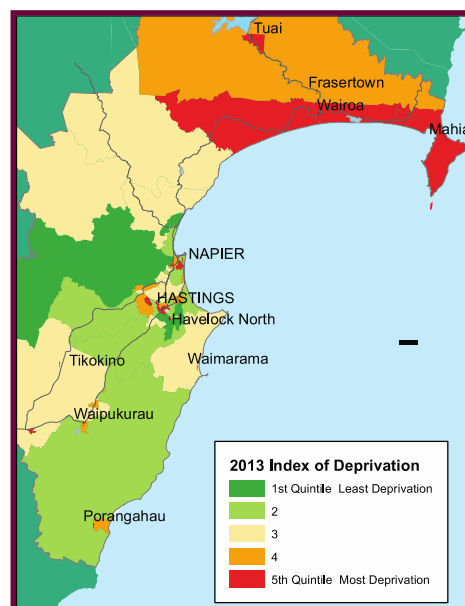 Tuai
Frasertown
Wairoa
Mahia
NAPIER
HASTINGS
Havelock North
Waimarama
Tikokino
Waipukurau
Porangahau
2013 Index of Deprivation
1st Quintile Least Deprivation
2
3
4
5th Quintile Most Deprivation